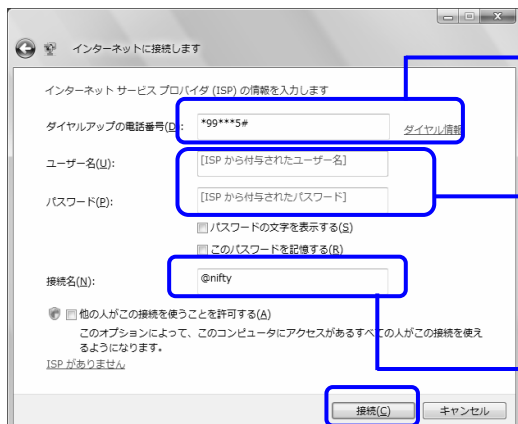 インターネットに接続します
インターネット サービス プロバイダ (ISP) の情報を入力します
ダイヤルアップの電話番号(D): *99***5# ダイヤル情報
ユーザー名(U): [ISP から付与されたユーザー名]
パスワード(P): [ISP から付与されたパスワード]
パスワードの文字を表示する(S)
このパスワードを記憶する(R)
接続名(N): @nifty
他の人がこの接続を使うことを許可する(A)
このオプションによって、このコンピュータにアクセスがあるすべての人がこの接続を使え
るようになります。
ISP がありません
接続(C) キャンセル